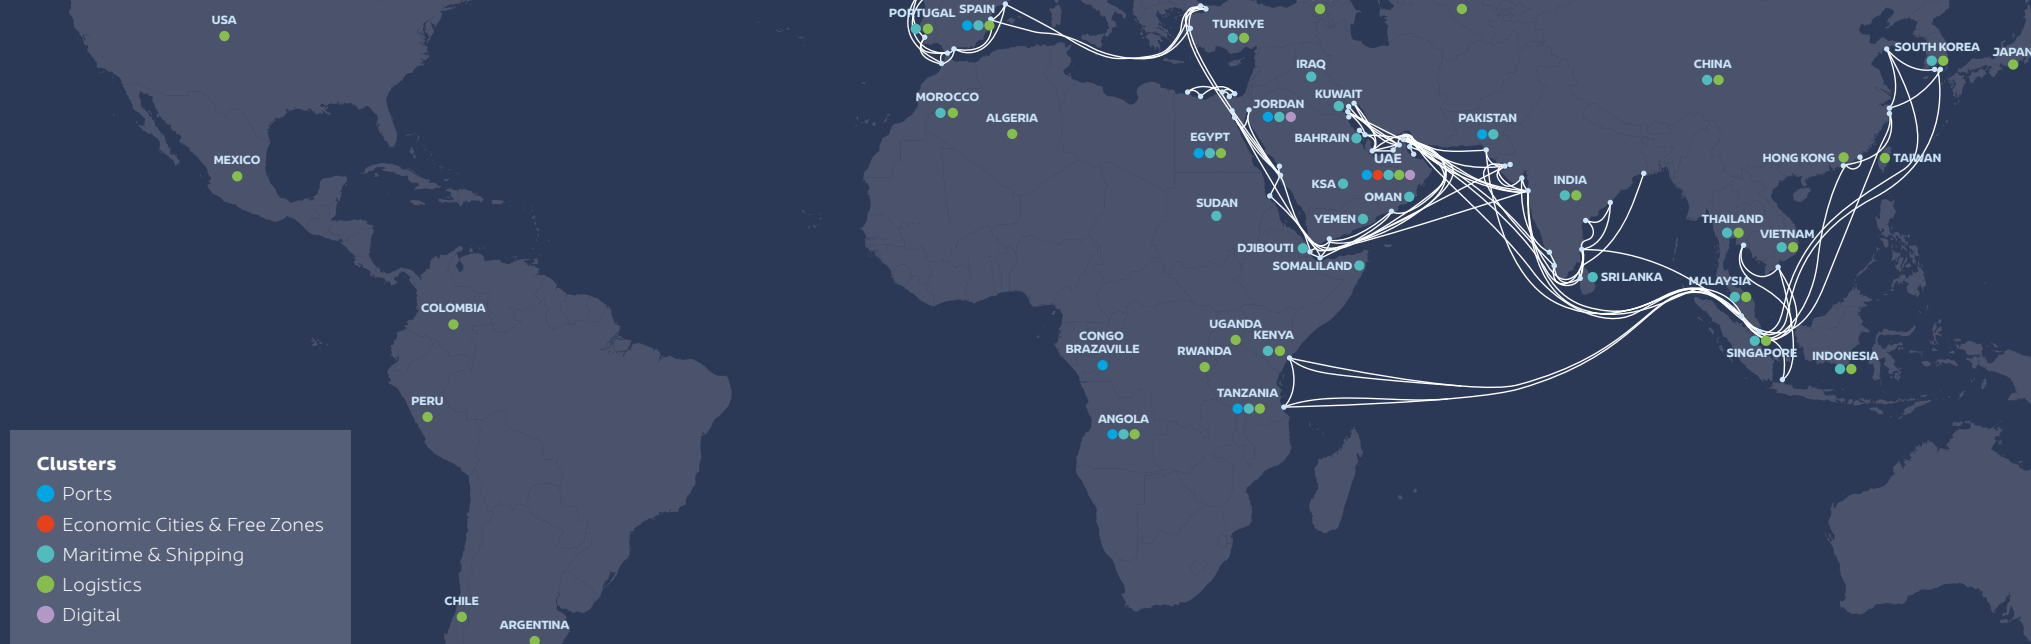 USA
PORTUGAL
SPAIN
TURKIYE
SOUTH KOREA
JAPAN
IRAQ
CHINA
MOROCCO
KUWAIT
JORDAN
ALGERIA
PAKISTAN
EGYPT
BAHRAIN
MEXICO
UAE
HONG KONG
TAIWAN
KSA
INDIA
OMAN
SUDAN
YEMEN
THAILAND
VIETNAM
DJIBOUTI
SOMALILAND
SRI LANKA
MALAYSIA
COLOMBIA
UGANDA
KENYA
CONGO
BRAZAVILLE
RWANDA
SINGAPORE
INDONESIA
TANZANIA
PERU
ANGOLA
Clusters
Ports
Economic Cities & Free Zones
Maritime & Shipping
Logistics
Digital
CHILE
ARGENTINA